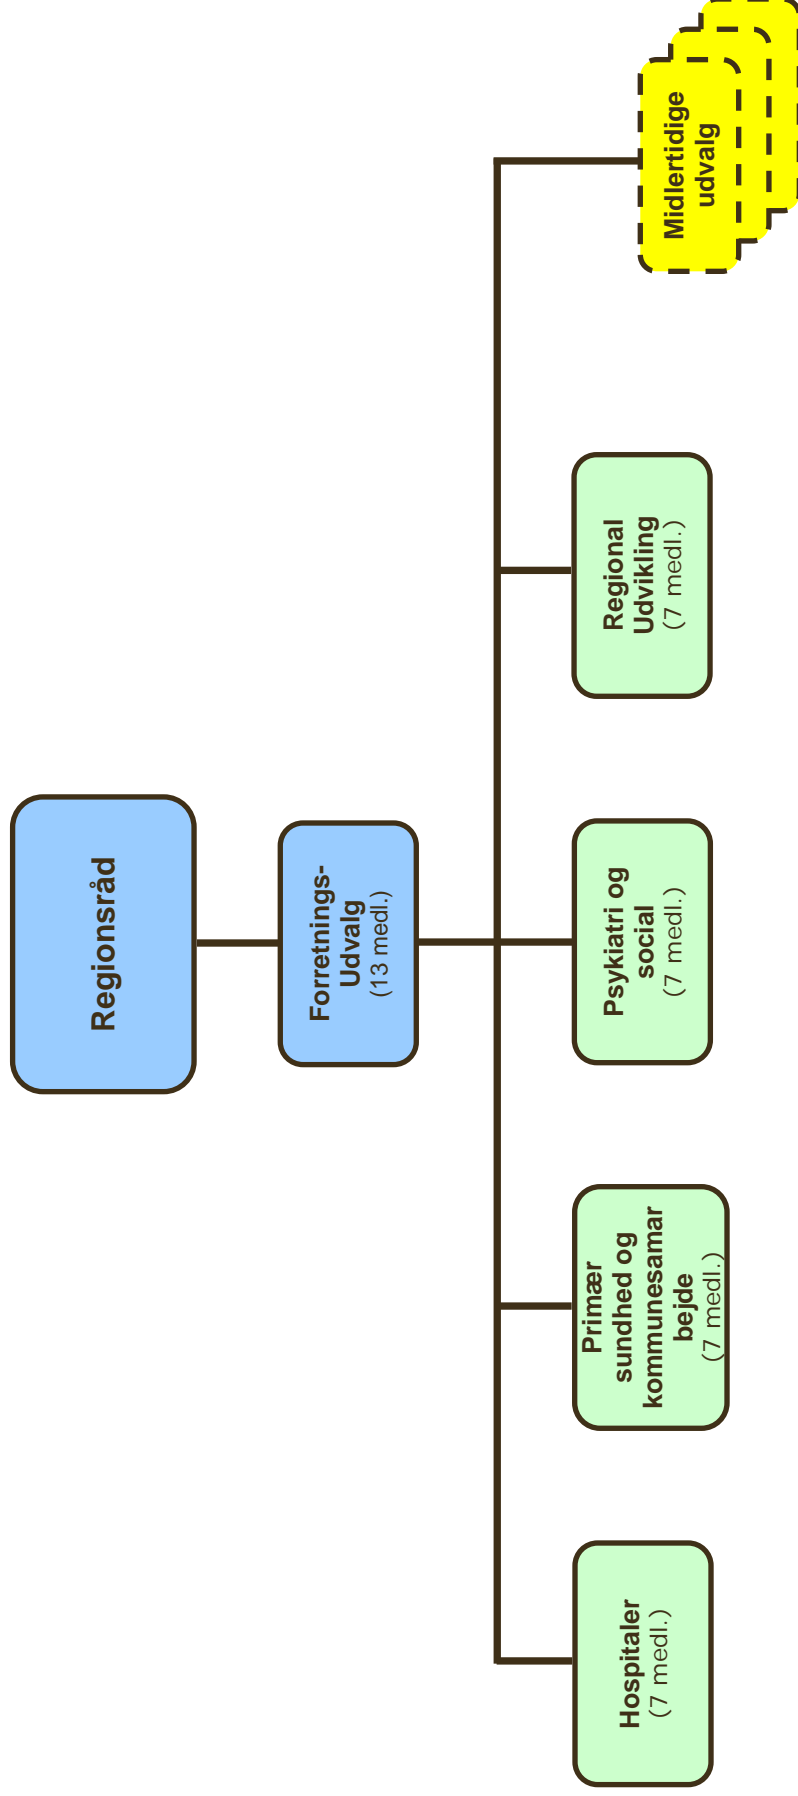 Regionsråd
Forretnings-
Udvalg
(13 medl.)
Hospitaler
(7 medl.)
Primær
sundhed og
kommunesamar
bejde
(7 medl.)
Psykiatri og
social
(7 medl.)
Regional
Udvikling
(7 medl.)
Midlertidige
udvalg